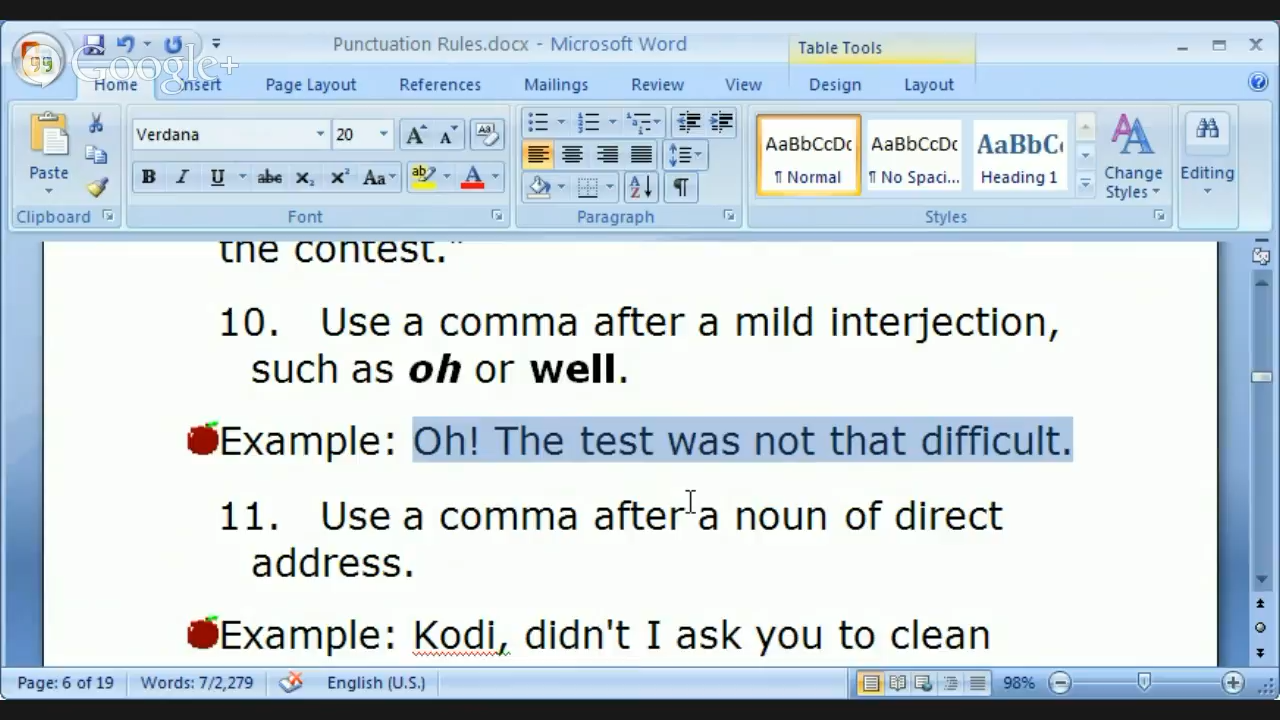 Punctuation Rules.docx - Microsoft Word
Table Tools
Google+
Home Insert Page Layout References Mailings Review View Design Layout
Verdana 20
AaBbCcDc AaBbCcDc AaBbC
Paste
¶ Normal ¶ No Spaci... Heading 1
Change Styles
Editing
Clipboard Font Paragraph Styles
the contest."
10. Use a comma after a mild interjection,
such as oh or well.
Example: Oh! The test was not that difficult.
11. Use a comma after a noun of direct
address.
Example: Kodi, didn't I ask you to clean
Page: 6 of 19 Words: 7/2,279 English (U.S.) 98%